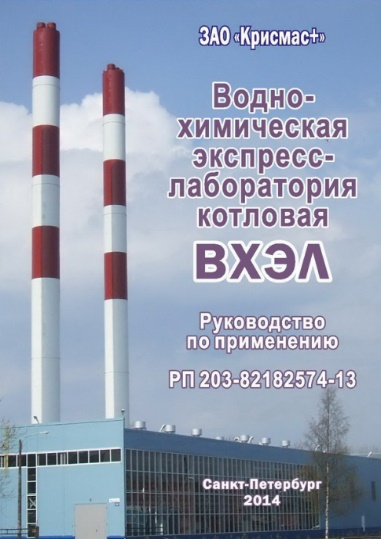 ЗАО «Крисмас+»
Водно-
химическая
экспресс-
лаборатория
котловая
ВХЭЛ
Руководство
по применению
РП 203-82182574-13
Санкт-Петербург
2014